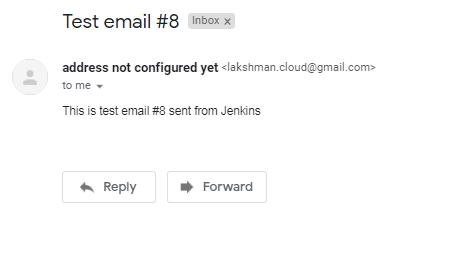 Test email #8 Inbox x
address not configured yet <lakshman.cloud@gmail.com>
to me
This is test email #8 sent from Jenkins
Reply Forward